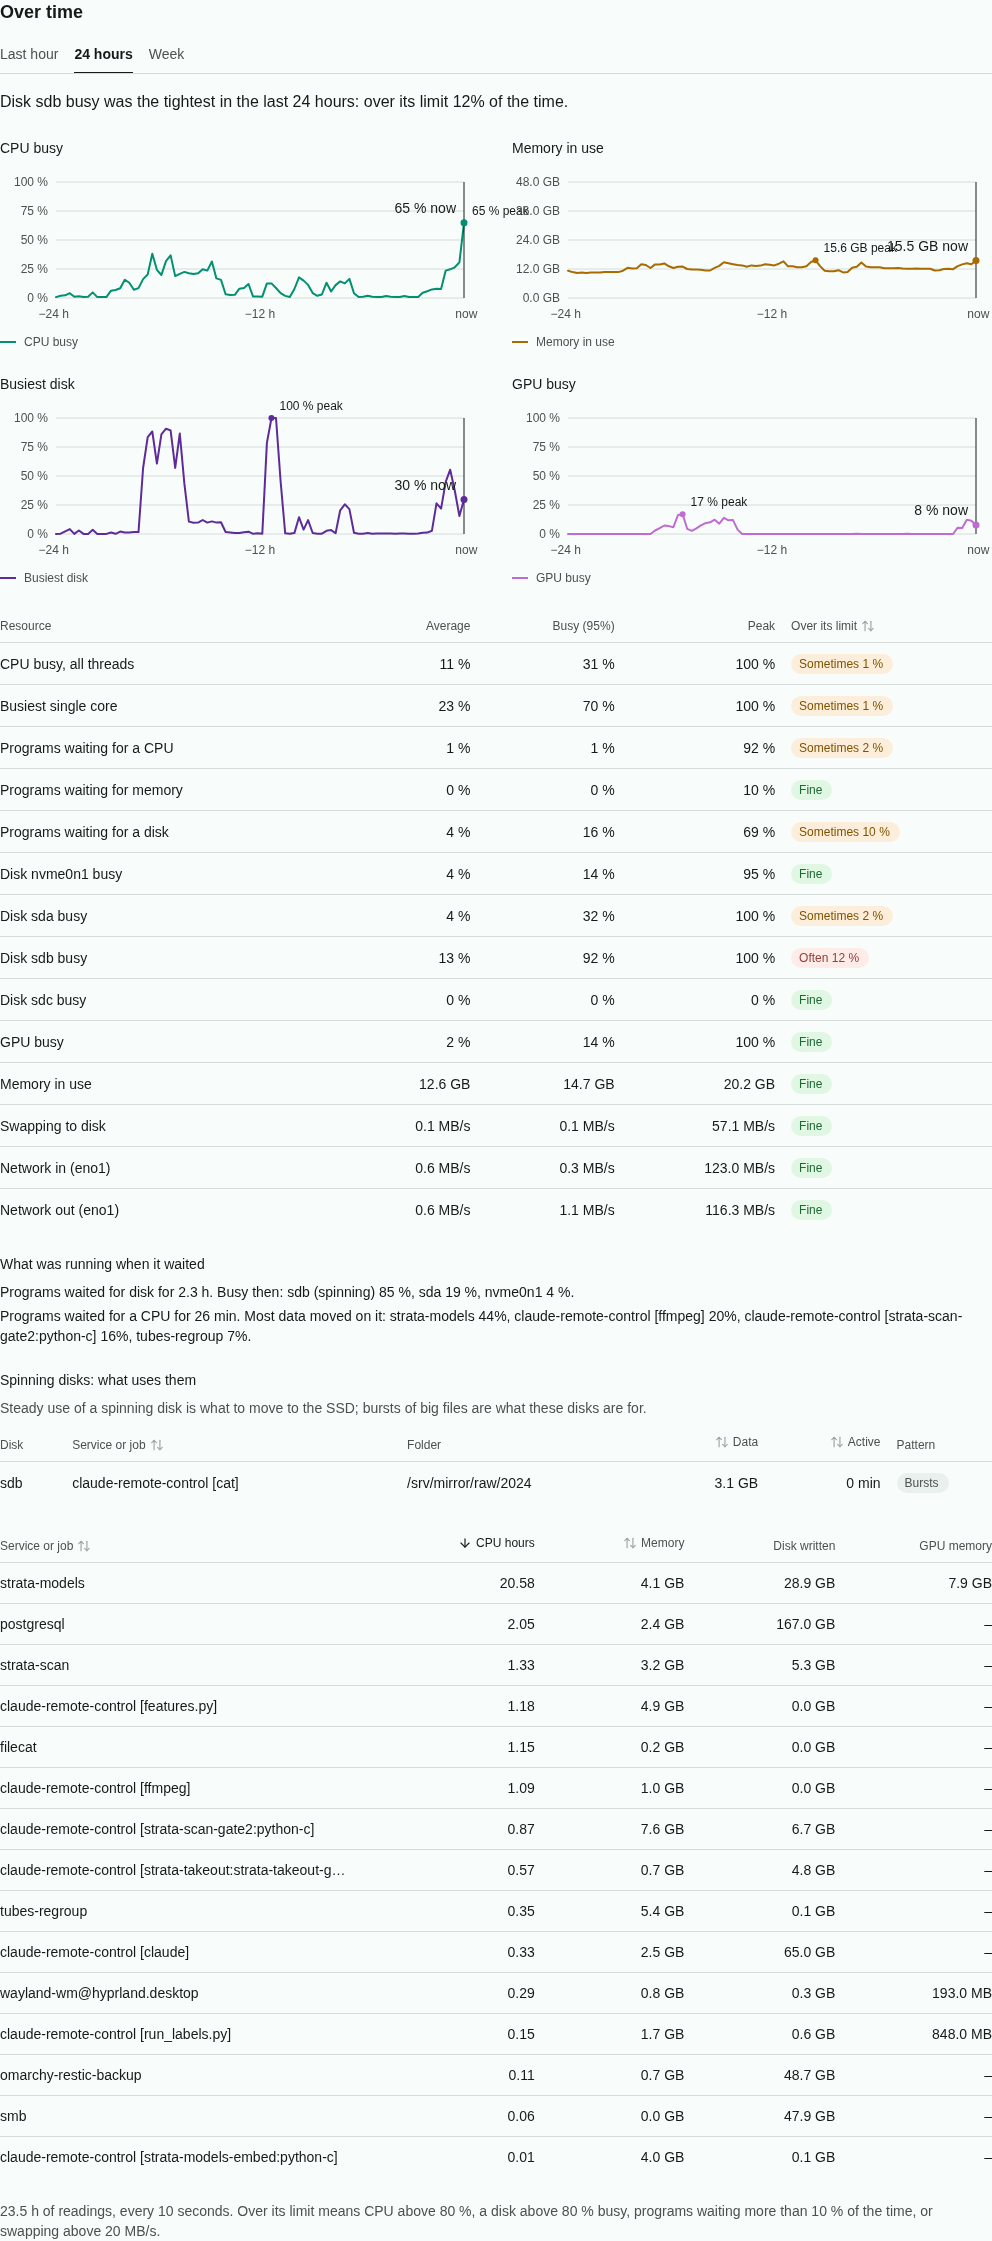 Over time
Last hour 24 hours Week
Disk sdb busy was the tightest in the last 24 hours: over its limit 12% of the time.
CPU busy
100 %
75 %
50 %
25 %
0 %
65 % now
65 % peak
−24 h −12 h now
CPU busy
Memory in use
48.0 GB
36.0 GB
24.0 GB
12.0 GB
0.0 GB
15.6 GB peak
15.5 GB now
−24 h −12 h now
Memory in use
Busiest disk
100 % peak
100 %
75 %
50 %
25 %
0 %
30 % now
−24 h −12 h now
Busiest disk
GPU busy
100 %
75 %
50 %
25 %
0 %
17 % peak
8 % now
−24 h −12 h now
GPU busy
Resource Average Busy (95%) Peak Over its limit
CPU busy, all threads 11 % 31 % 100 % Sometimes 1 %
Busiest single core 23 % 70 % 100 % Sometimes 1 %
Programs waiting for a CPU 1 % 1 % 92 % Sometimes 2 %
Programs waiting for memory 0 % 0 % 10 % Fine
Programs waiting for a disk 4 % 16 % 69 % Sometimes 10 %
Disk nvme0n1 busy 4 % 14 % 95 % Fine
Disk sda busy 4 % 32 % 100 % Sometimes 2 %
Disk sdb busy 13 % 92 % 100 % Often 12 %
Disk sdc busy 0 % 0 % 0 % Fine
GPU busy 2 % 14 % 100 % Fine
Memory in use 12.6 GB 14.7 GB 20.2 GB Fine
Swapping to disk 0.1 MB/s 0.1 MB/s 57.1 MB/s Fine
Network in (eno1) 0.6 MB/s 0.3 MB/s 123.0 MB/s Fine
Network out (eno1) 0.6 MB/s 1.1 MB/s 116.3 MB/s Fine
What was running when it waited
Programs waited for disk for 2.3 h. Busy then: sdb (spinning) 85 %, sda 19 %, nvme0n1 4 %.
Programs waited for a CPU for 26 min. Most data moved on it: strata-models 44%, claude-remote-control [ffmpeg] 20%, claude-remote-control [strata-scan-
gate2:python-c] 16%, tubes-regroup 7%.
Spinning disks: what uses them
Steady use of a spinning disk is what to move to the SSD; bursts of big files are what these disks are for.
Disk Service or job Folder Data Active Pattern
sdb claude-remote-control [cat] /srv/mirror/raw/2024 3.1 GB 0 min Bursts
Service or job CPU hours Memory Disk written GPU memory
strata-models 20.58 4.1 GB 28.9 GB 7.9 GB
postgresql 2.05 2.4 GB 167.0 GB –
strata-scan 1.33 3.2 GB 5.3 GB –
claude-remote-control [features.py] 1.18 4.9 GB 0.0 GB –
filecat 1.15 0.2 GB 0.0 GB –
claude-remote-control [ffmpeg] 1.09 1.0 GB 0.0 GB –
claude-remote-control [strata-scan-gate2:python-c] 0.87 7.6 GB 6.7 GB –
claude-remote-control [strata-takeout:strata-takeout-g… 0.57 0.7 GB 4.8 GB –
tubes-regroup 0.35 5.4 GB 0.1 GB –
claude-remote-control [claude] 0.33 2.5 GB 65.0 GB –
wayland-wm@hyprland.desktop 0.29 0.8 GB 0.3 GB 193.0 MB
claude-remote-control [run_labels.py] 0.15 1.7 GB 0.6 GB 848.0 MB
omarchy-restic-backup 0.11 0.7 GB 48.7 GB –
smb 0.06 0.0 GB 47.9 GB –
claude-remote-control [strata-models-embed:python-c] 0.01 4.0 GB 0.1 GB –
23.5 h of readings, every 10 seconds. Over its limit means CPU above 80 %, a disk above 80 % busy, programs waiting more than 10 % of the time, or
swapping above 20 MB/s.